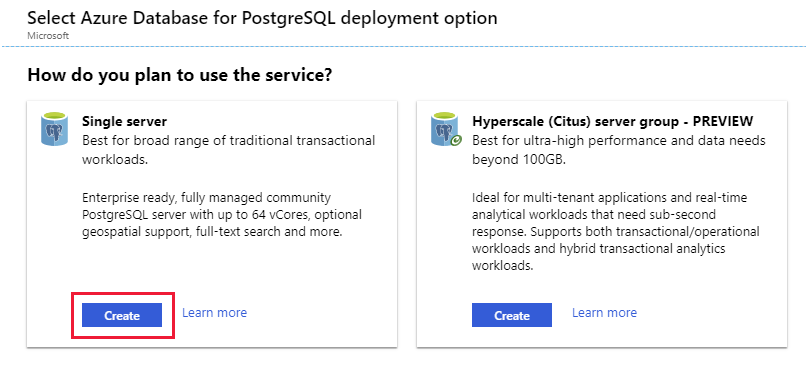 Select Azure Database for PostgreSQL deployment option
Microsoft
How do you plan to use the service?
Single server
Best for broad range of traditional transactional
workloads.
Enterprise ready, fully managed community
PostgreSQL server with up to 64 vCores, optional
geospatial support, full-text search and more.
Create
Learn more
Hyperscale (Citus) server group - PREVIEW
Best for ultra-high performance and data needs
beyond 100GB.
Ideal for multi-tenant applications and real-time
analytical workloads that need sub-second
response. Supports both transactional/operational
workloads and hybrid transactional analytics
workloads.
Create
Learn more